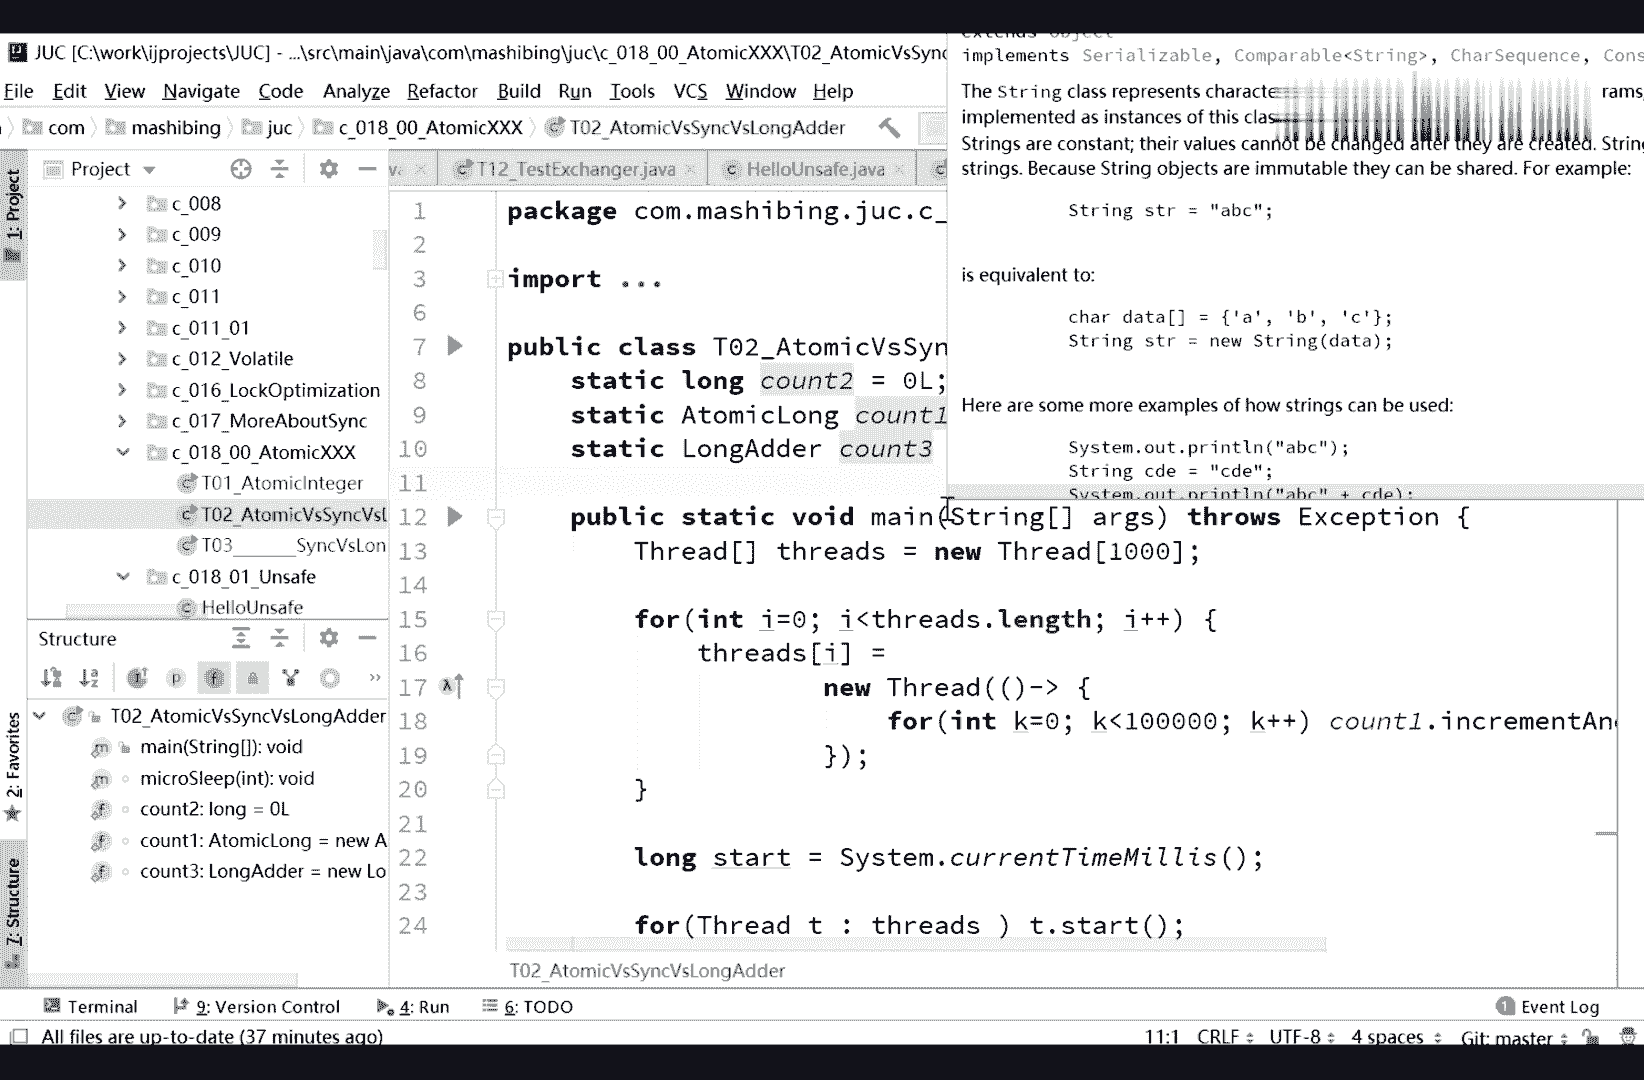 JUC [C:\work\ijprojects\JUC] - ...\src\main\java\com\mashibing\juc\c_018_00_AtomicXXX\T02_AtomicVsSync
File Edit View Navigate Code Analyze Refactor Build Run Tools VCS Window Help
com mashibing juc c_018_00_AtomicXXX T02_AtomicVsSyncVsLongAdder
1: Project
Project
c_008
c_009
c_010
c_011
c_011_01
c_012_Volatile
c_016_LockOptimization
c_017_MoreAboutSync
c_018_00_AtomicXXX
T01_AtomicInteger
T02_AtomicVsSyncVsL
T03______SyncVsLon
c_018_01_Unsafe
HelloUnsafe
Structure
T02_AtomicVsSyncVsLongAdder
main(String[]): void
microSleep(int): void
count2: long = 0L
count1: AtomicLong = new A
count3: LongAdder = new Lo
2: Favorites
7: Structure
T12_TestExchanger.java HelloUnsafe.java
1 package com.mashibing.juc.c_
2
3 import ...
6
7 public class T02_AtomicVsSyn
8 static long count2 = 0L;
9 static AtomicLong count1
10 static LongAdder count3
11
12 public static void main(String[] args) throws Exception {
13 Thread[] threads = new Thread[1000];
14
15 for(int i=0; i<threads.length; i++) {
16 threads[i] =
17 new Thread(()-> {
18 for(int k=0; k<100000; k++) count1.incrementAn
19 });
20 }
21
22 long start = System.currentTimeMillis();
23
24 for(Thread t : threads ) t.start();
T02_AtomicVsSyncVsLongAdder
extends Object
implements Serializable, Comparable<String>, CharSequence, Cons
The String class represents characte rams,
implemented as instances of this clas
Strings are constant; their values cannot be changed after they are created. String
strings. Because String objects are immutable they can be shared. For example:
String str = "abc";
is equivalent to:
char data[] = {'a', 'b', 'c'};
String str = new String(data);
Here are some more examples of how strings can be used:
System.out.println("abc");
String cde = "cde";
System.out.println("abc" + cde);
Terminal 9: Version Control 4: Run 6: TODO 1 Event Log
All files are up-to-date (37 minutes ago) 11:1 CRLF UTF-8 4 spaces Git: master